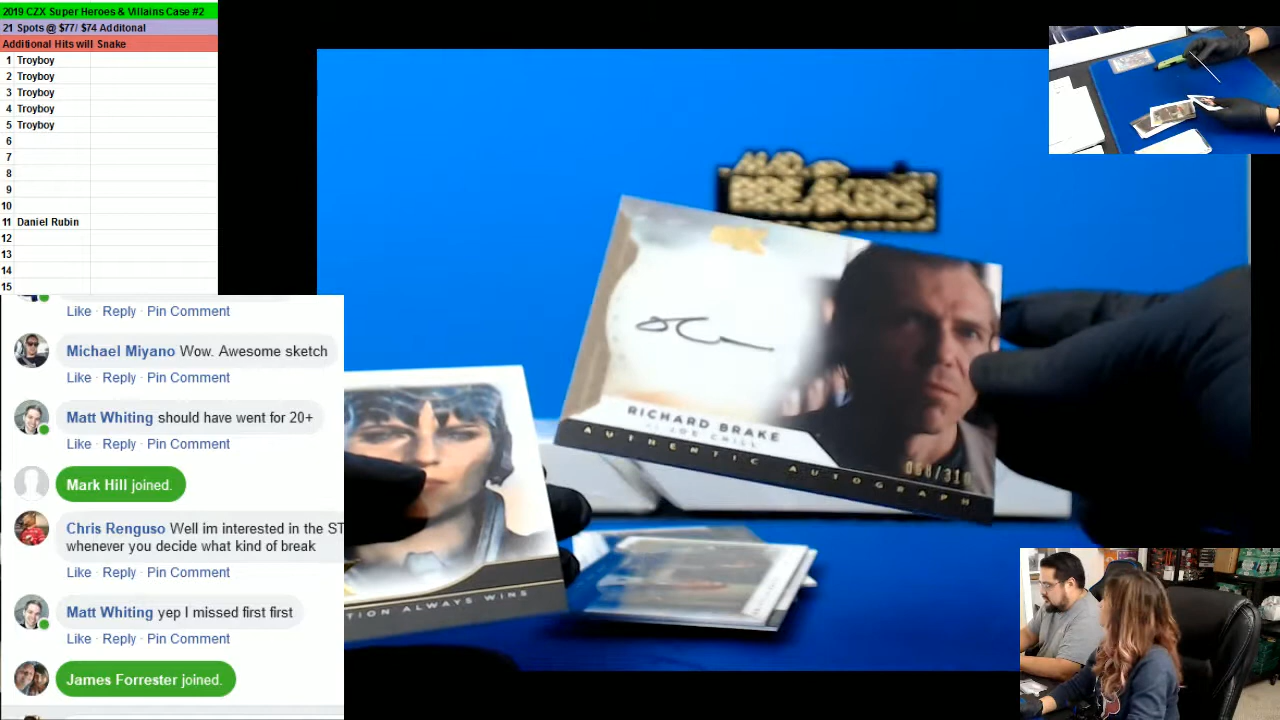 2019 CZX Super Heroes & Villains Case #2
21 Spots @ $77/ $74 Additonal
Additional Hits will Snake
1 Troyboy
2 Troyboy
3 Troyboy
4 Troyboy
5 Troyboy
6
7
8
9
10
11 Daniel Rubin
12
13
14
15
Like · Reply · Pin Comment
Michael Miyano Wow. Awesome sketch
Like · Reply · Pin Comment
Matt Whiting should have went for 20+
Like · Reply · Pin Comment
Mark Hill joined.
Chris Renguso Well im interested in the ST
whenever you decide what kind of break
Like · Reply · Pin Comment
Matt Whiting yep I missed first first
Like · Reply · Pin Comment
James Forrester joined.
BREAKERS
RICHARD BRAKE
JOE CHILL
AUTHENTIC AUTOGRAPH
TION ALWAYS WINS